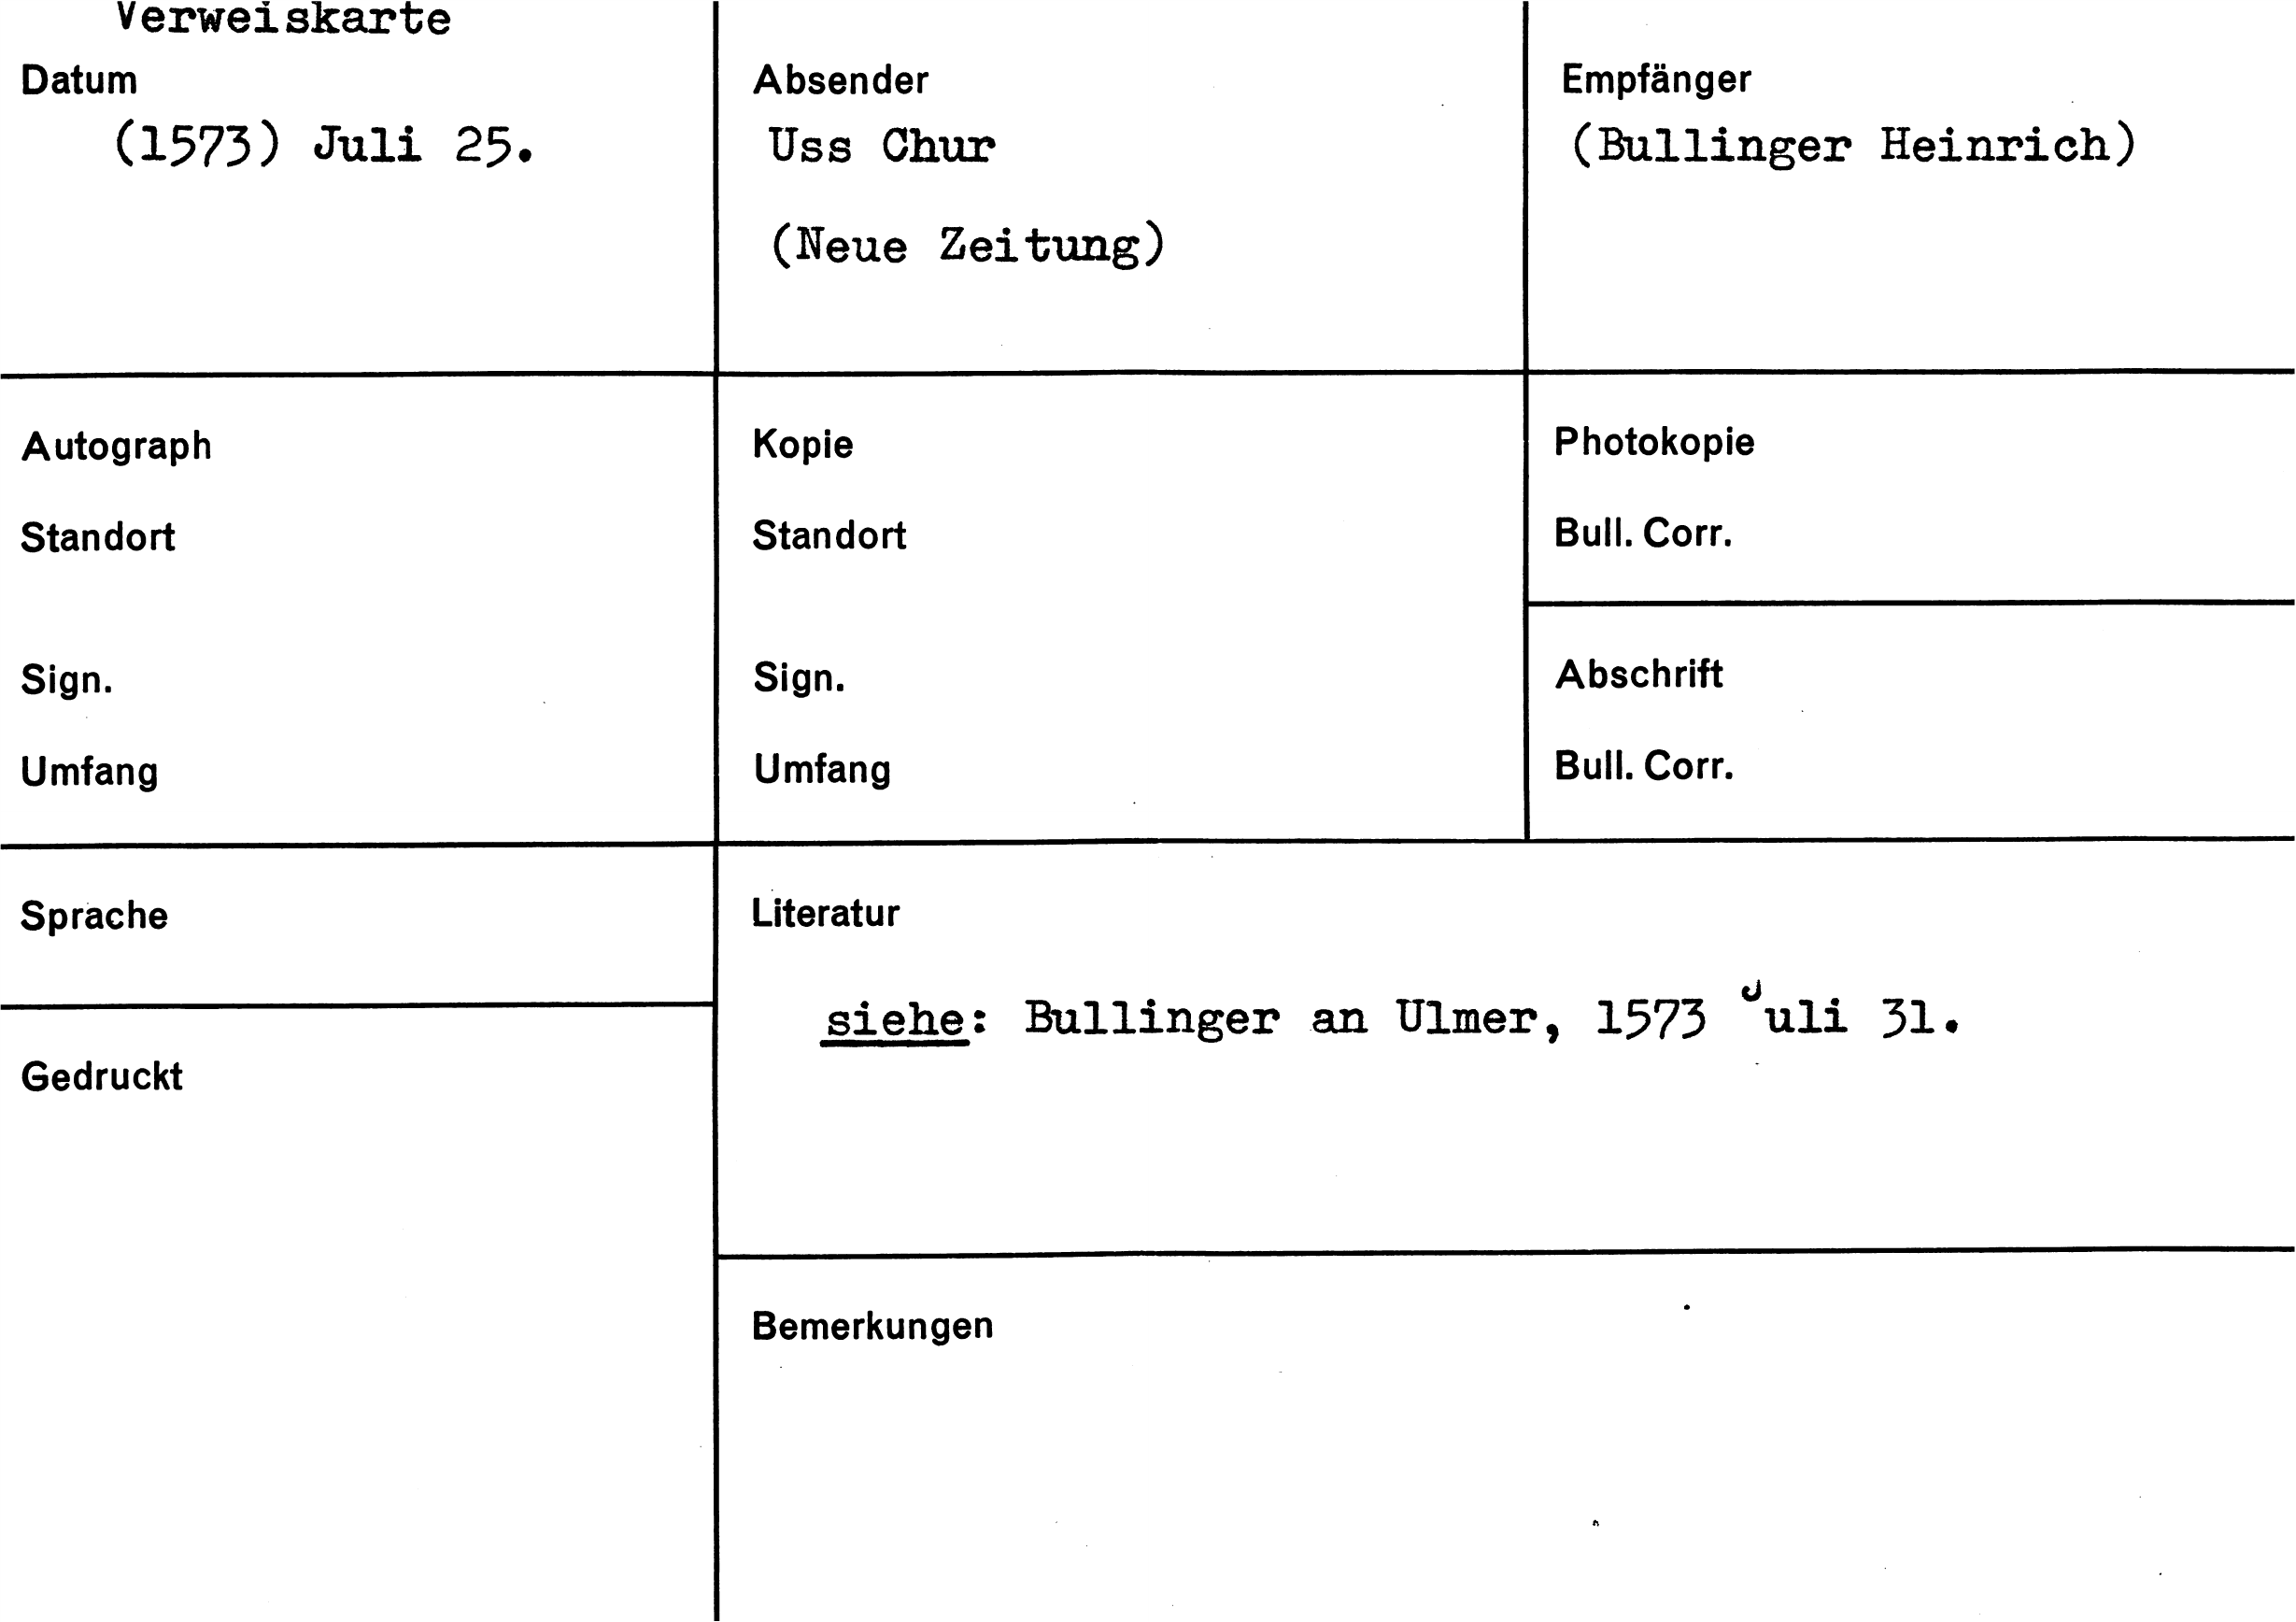 Verweiskarte
Datum
(1573) Juli 25.
Absender
Uss Chur
(Neue Zeitung)
Empfänger
(Bullinger Heinrich)
Autograph
Standort
Sign.
Umfang
Kopie
Standort
Sign.
Umfang
Photokopie
Bull. Corr.
Abschrift
Bull. Corr.
Sprache
Gedruckt
Literatur
siehe: Bullinger an Ulmer, 1573 Juli 31.
Bemerkungen